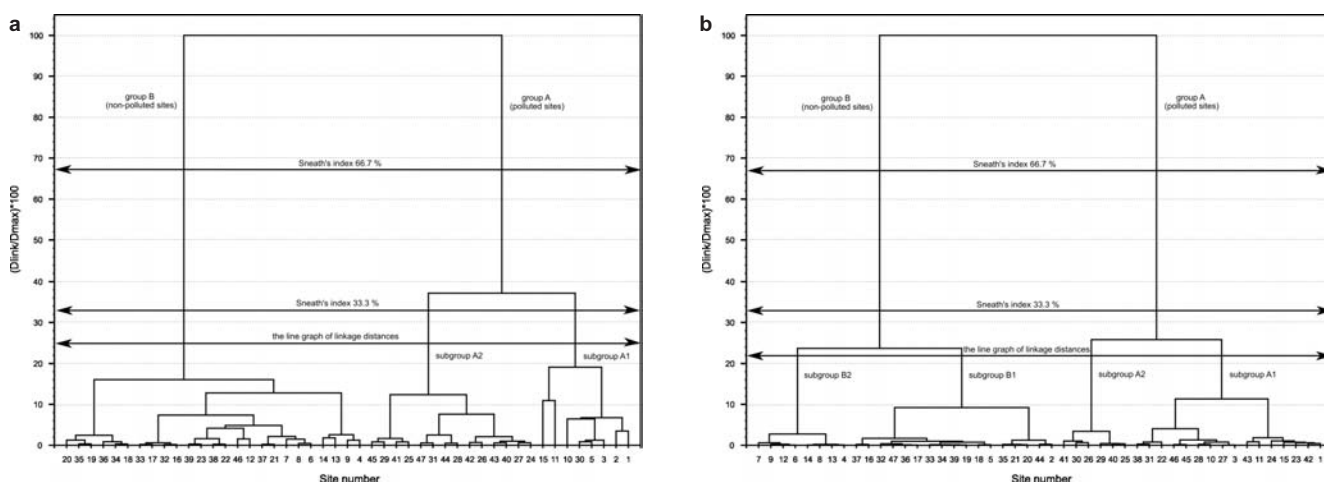 a
100
90
80
70
60
50
40
30
20
10
0
(Dlink/Dmax)*100
group B
(non-polluted sites)
group A
(polluted sites)
Sneath's index 66.7 %
Sneath's index 33.3 %
the line graph of linkage distances
subgroup A2
subgroup A1
20 35 19 36 34 18 33 17 32 16 39 23 38 22 46 12 37 21 7 8 6 14 13 9 4 45 29 41 25 47 31 44 28 42 26 43 40 27 24 15 11 10 30 5 3 2 1
Site number
b
100
90
80
70
60
50
40
30
20
10
0
(Dlink/Dmax)*100
group B
(non-polluted sites)
group A
(polluted sites)
Sneath's index 66.7 %
Sneath's index 33.3 %
the line graph of linkage distances
subgroup B2
subgroup B1
subgroup A2
subgroup A1
7 9 12 6 14 8 13 4 37 16 32 47 36 17 33 34 39 19 18 5 35 21 20 44 2 41 30 26 29 40 25 38 31 22 46 45 28 10 27 3 43 11 24 15 23 42 1
Site number